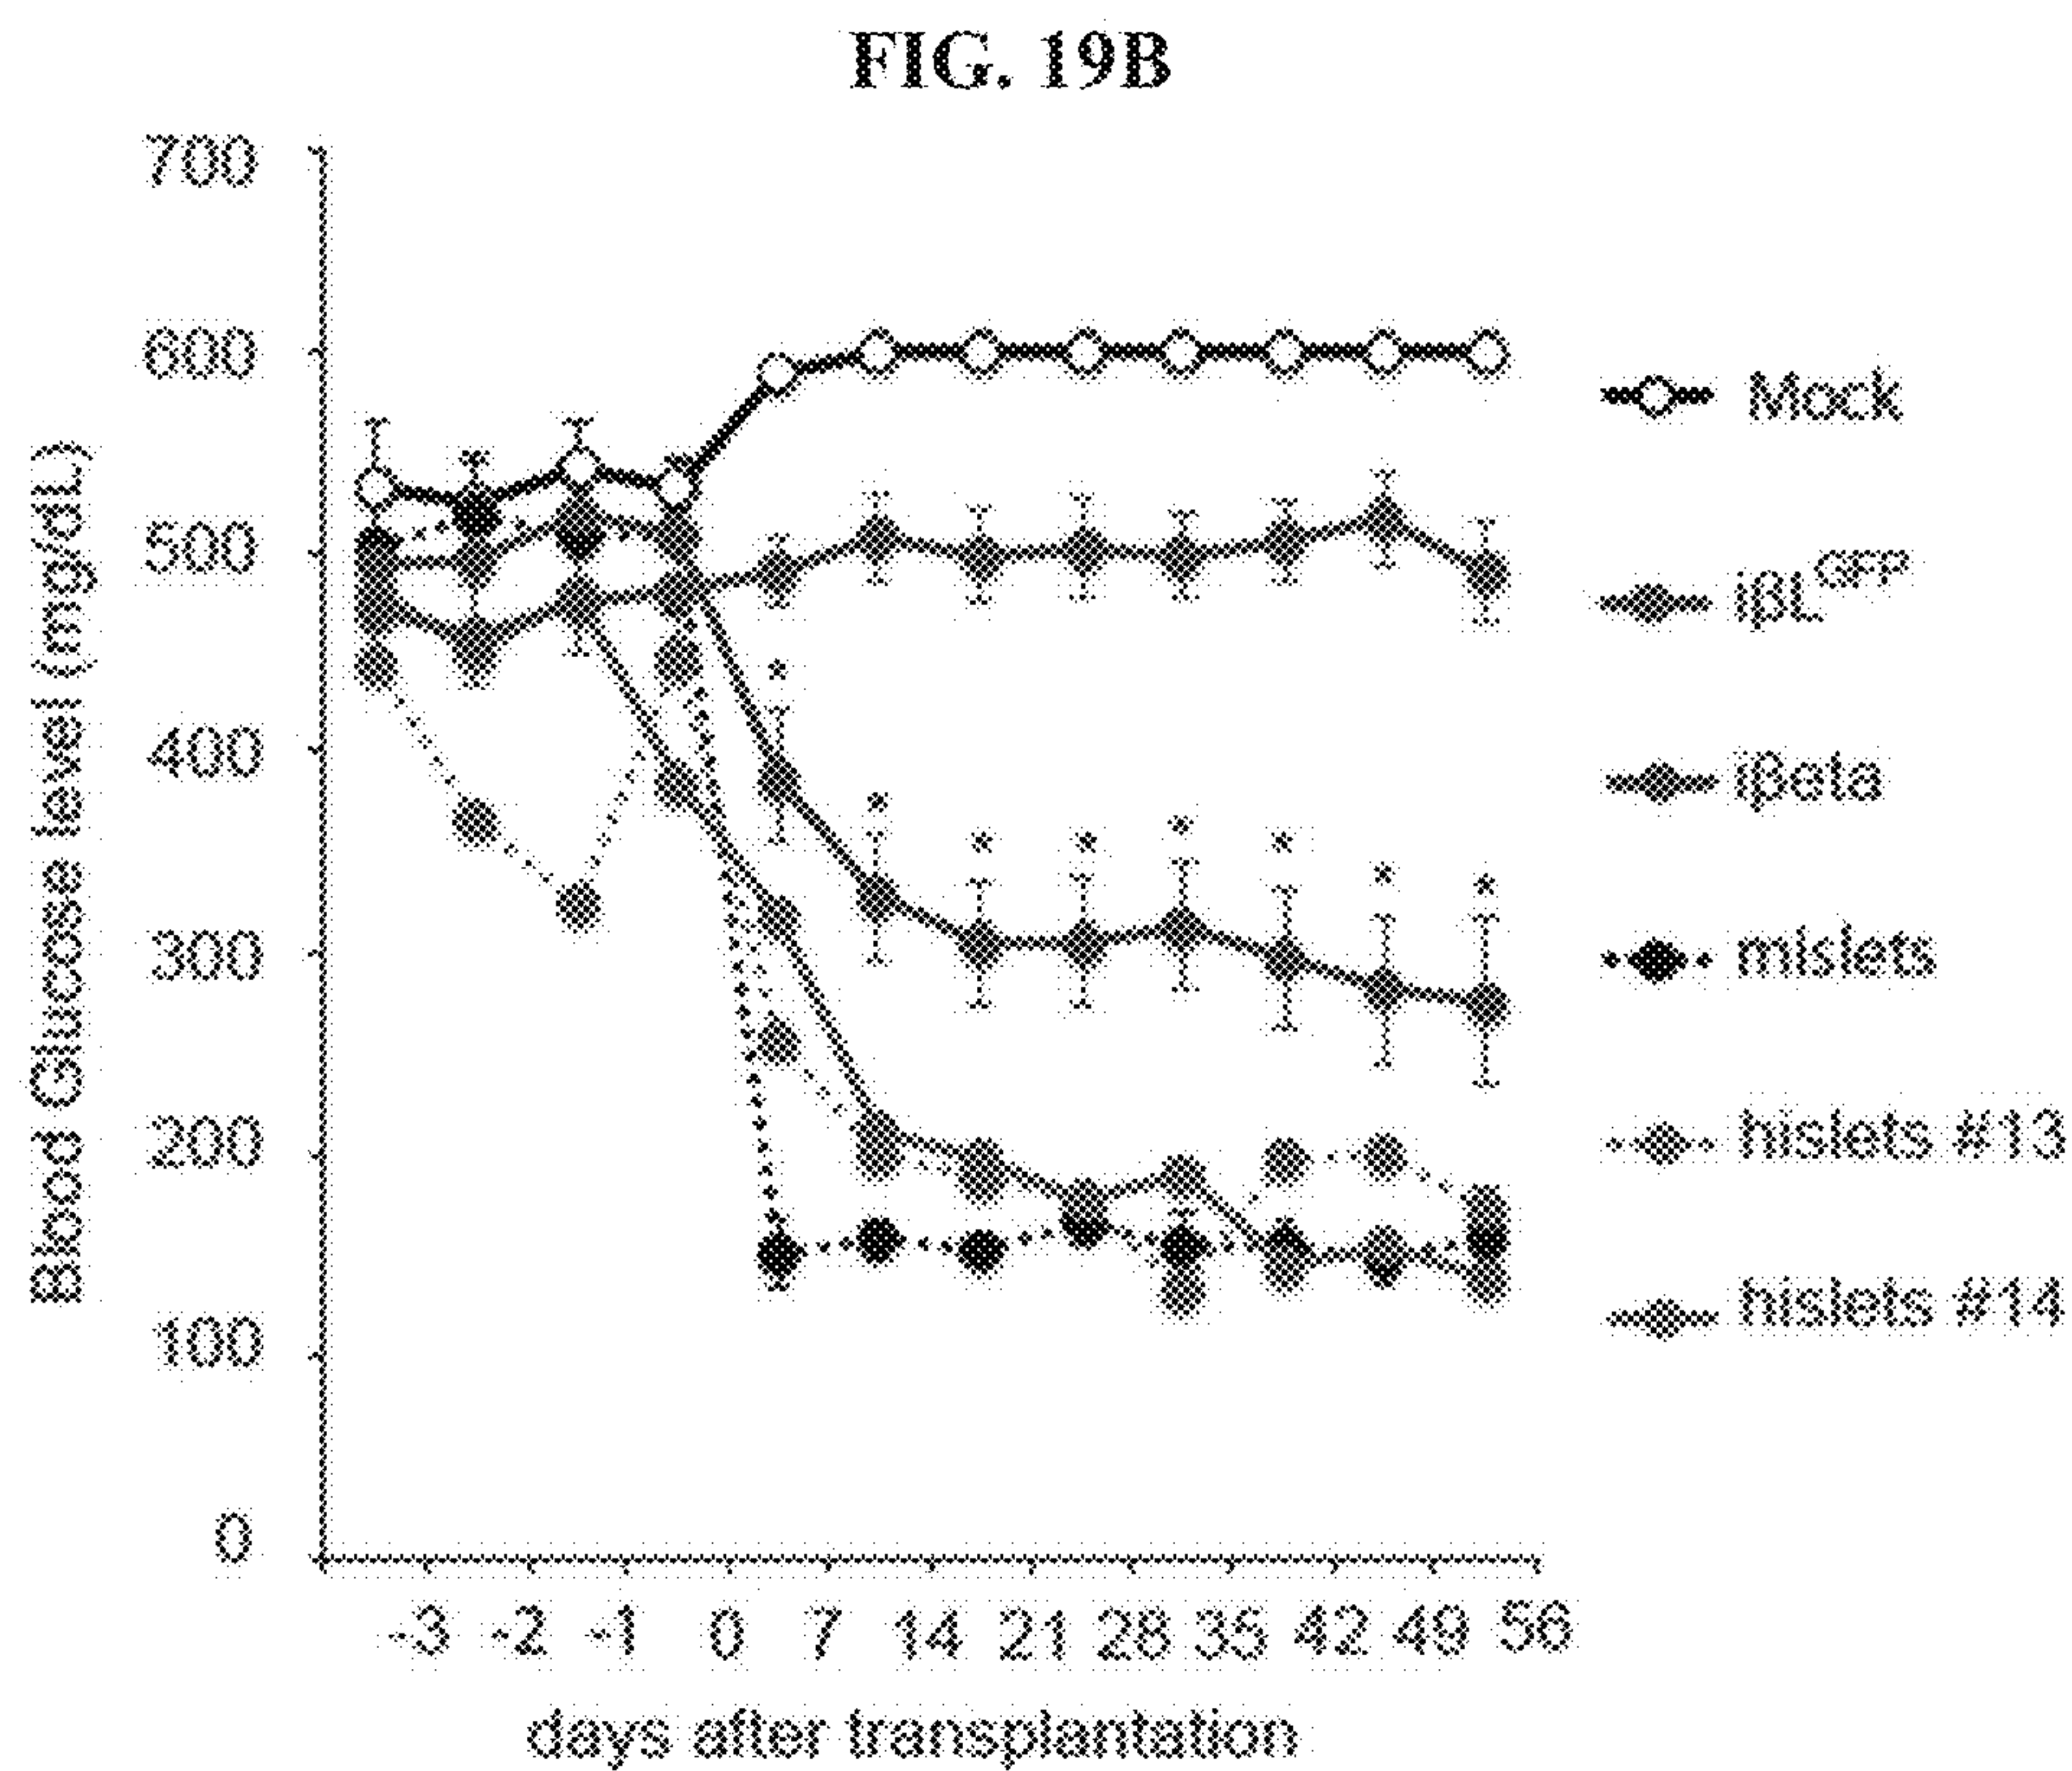 FIG. 19B
700
600
500
400
300
200
100
0
Blood Glucose level (mg/dL)
-3 -2 -1 0 7 14 21 28 35 42 49 56
days after transplantation
Mock
iβL^GFP
iβeta
mislets
hislets #13
hislets #14